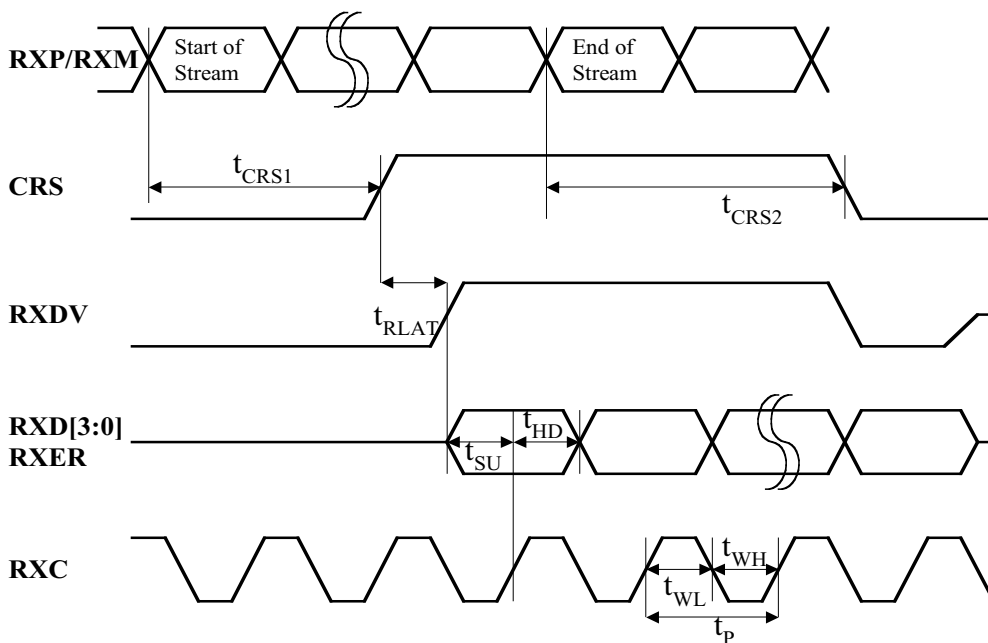 RXP/RXM
Start of
Stream
End of
Stream
CRS
tCRS1
tCRS2
RXDV
tRLAT
RXD[3:0]
RXER
tSU
tHD
RXC
tWL
tWH
tP